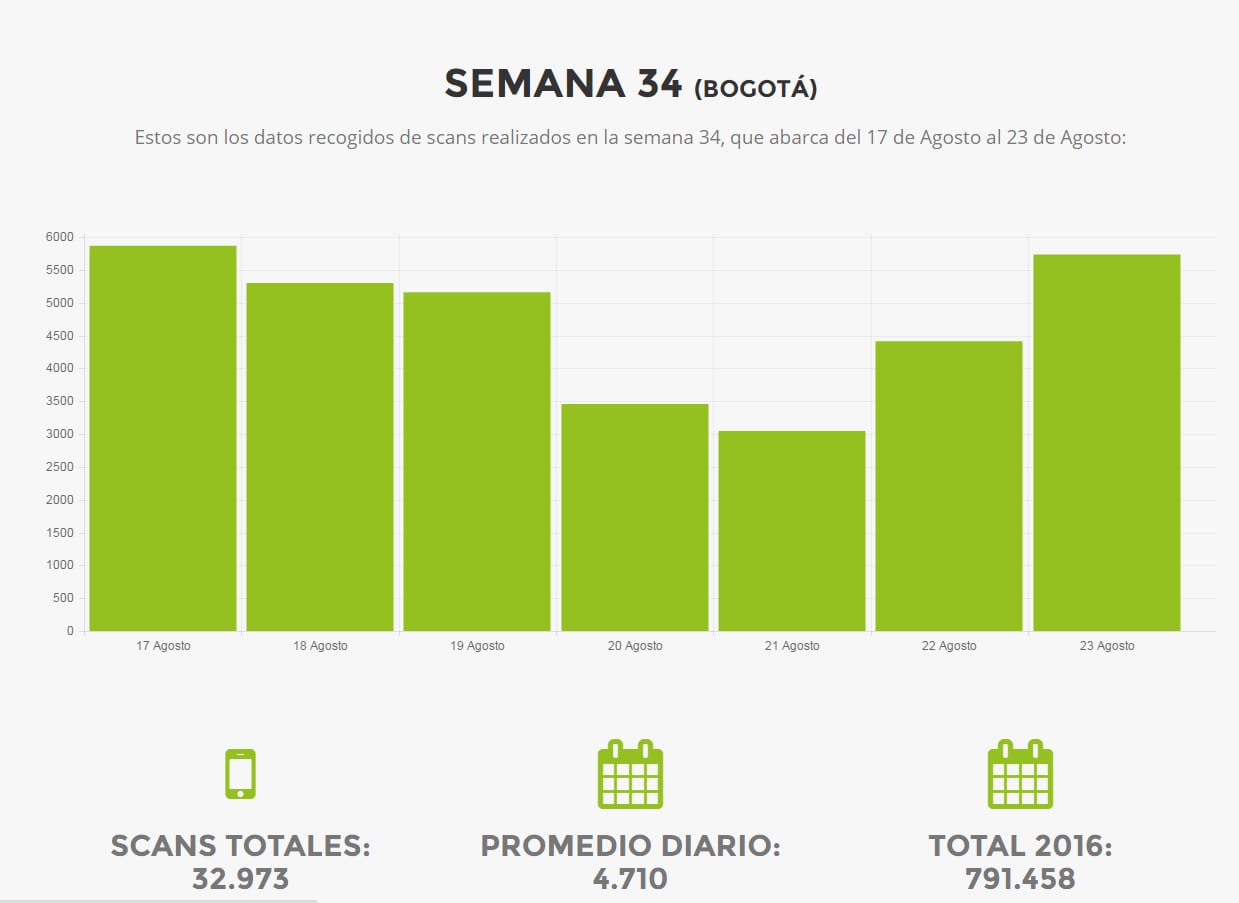 SEMANA 34 (BOGOTÁ)
Estos son los datos recogidos de scans realizados en la semana 34, que abarca del 17 de Agosto al 23 de Agosto:
6000
5500
5000
4500
4000
3500
3000
2500
2000
1500
1000
500
0
17 Agosto 18 Agosto 19 Agosto 20 Agosto 21 Agosto 22 Agosto 23 Agosto
SCANS TOTALES:
32.973
PROMEDIO DIARIO:
4.710
TOTAL 2016:
791.458